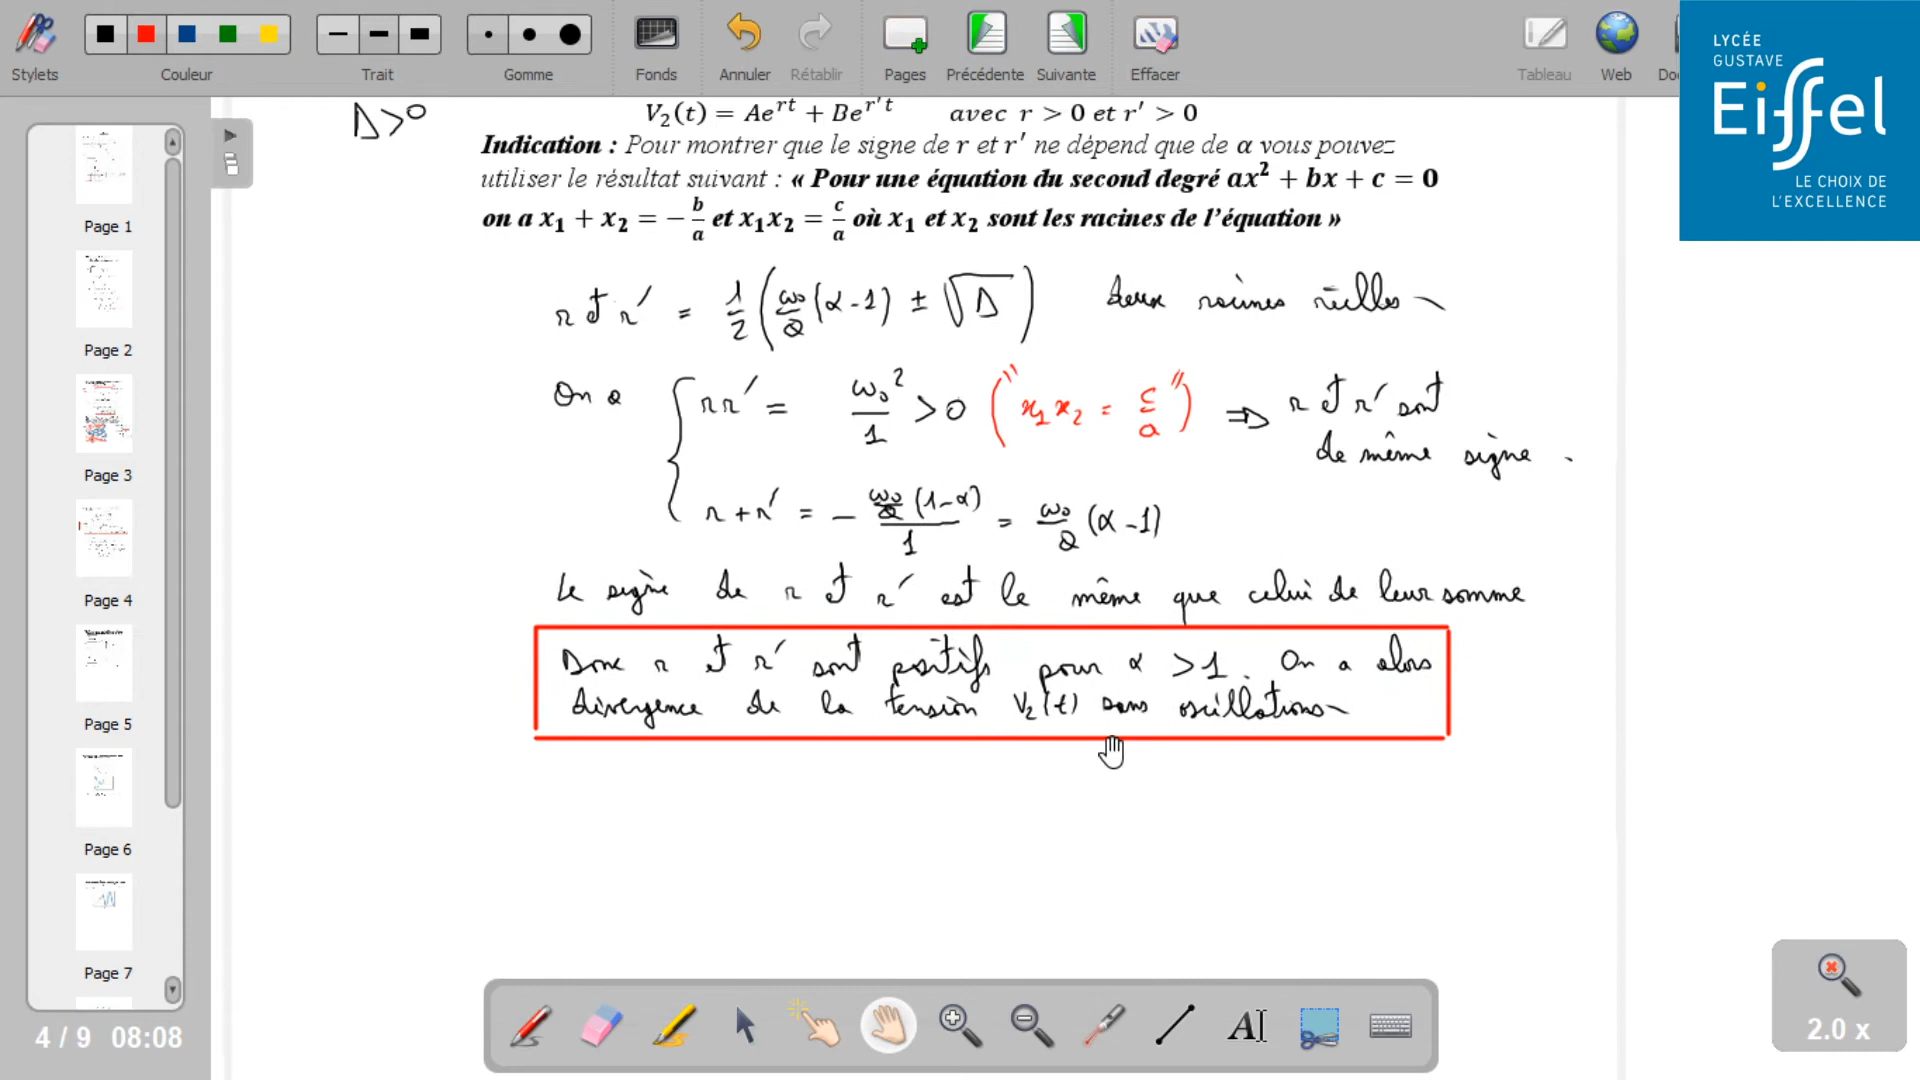 Stylets
Couleur
Trait
Gomme
Fonds
Annuler
Rétablir
Pages
Précédente
Suivante
Effacer
Tableau
Web
LYCÉE
GUSTAVE
Eiffel
LE CHOIX DE
L'EXCELLENCE
Page 1
Page 2
Page 3
Page 4
Page 5
Page 6
Page 7
4 / 9 08:08
Δ>0
V₂(t) = Ae^{rt} + Be^{r't} avec r > 0 et r' > 0
Indication : Pour montrer que le signe de r et r' ne dépend que de α vous pouvez
utiliser le résultat suivant : « Pour une équation du second degré ax² + bx + c = 0
on a x₁ + x₂ = −b/a et x₁x₂ = c/a où x₁ et x₂ sont les racines de l'équation »
r et r' = 1/2 (ω₀/Q (α-1) ± √Δ) deux racines réelles
On a { rr' = ω₀²/1 > 0 ("x₁x₂ = c/a") ⇒ r et r' sont
de même signe .
r+r' = − ω₀/Q (1-α)/1 = ω₀/Q (α-1)
Le signe de r et r' est le même que celui de leur somme
Donc r et r' sont positifs pour α > 1. On a alors
divergence de la tension V₂(t) sans oscillations
A
2.0 x